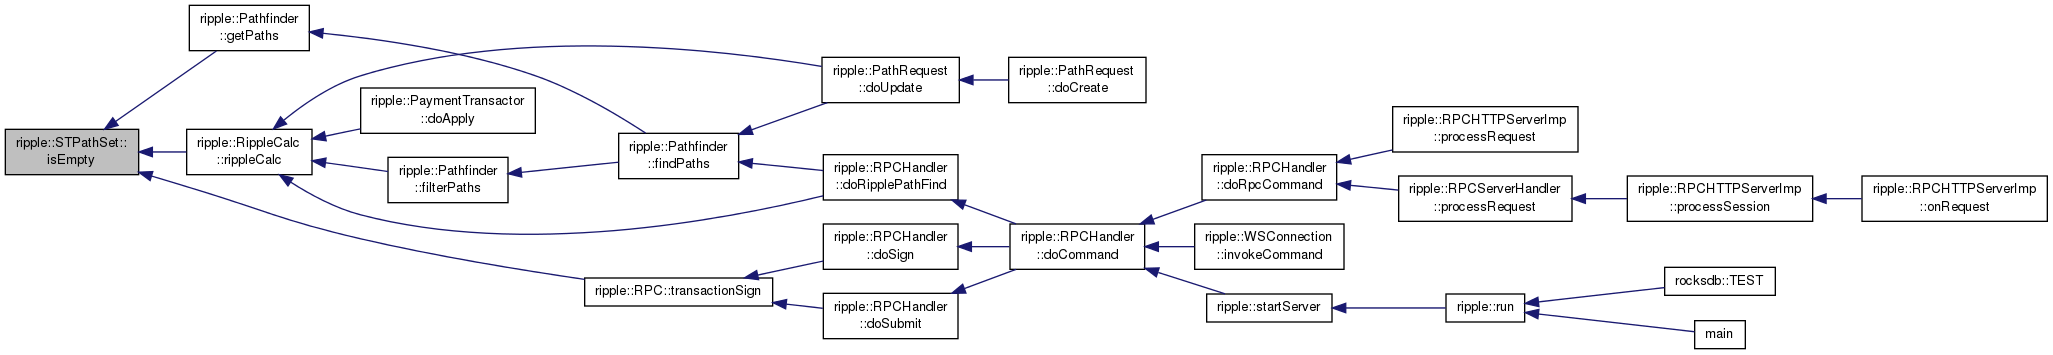 ripple::Pathfinder
::getPaths
ripple::STPathSet::
isEmpty
ripple::RippleCalc
::rippleCalc
ripple::PaymentTransactor
::doApply
ripple::Pathfinder
::filterPaths
ripple::RPC::transactionSign
ripple::Pathfinder
::findPaths
ripple::PathRequest
::doUpdate
ripple::PathRequest
::doCreate
ripple::RPCHandler
::doRipplePathFind
ripple::RPCHandler
::doSign
ripple::RPCHandler
::doSubmit
ripple::RPCHandler
::doCommand
ripple::RPCHandler
::doRpcCommand
ripple::WSConnection
::invokeCommand
ripple::startServer
ripple::RPCHTTPServerImp
::processRequest
ripple::RPCServerHandler
::processRequest
ripple::RPCHTTPServerImp
::processSession
ripple::RPCHTTPServerImp
::onRequest
ripple::run
rocksdb::TEST
main